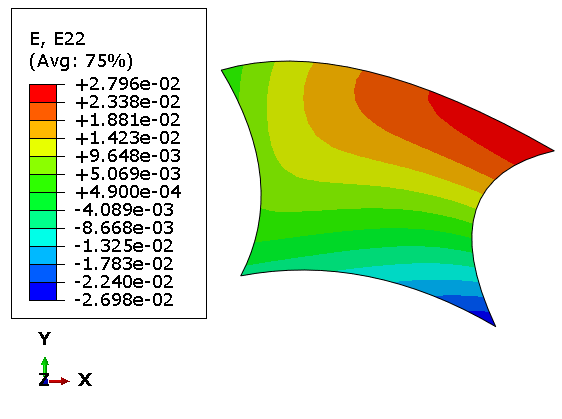 E, E22
(Avg: 75%)
+2.796e-02
+2.338e-02
+1.881e-02
+1.423e-02
+9.648e-03
+5.069e-03
+4.900e-04
-4.089e-03
-8.668e-03
-1.325e-02
-1.783e-02
-2.240e-02
-2.698e-02
Y
Z X